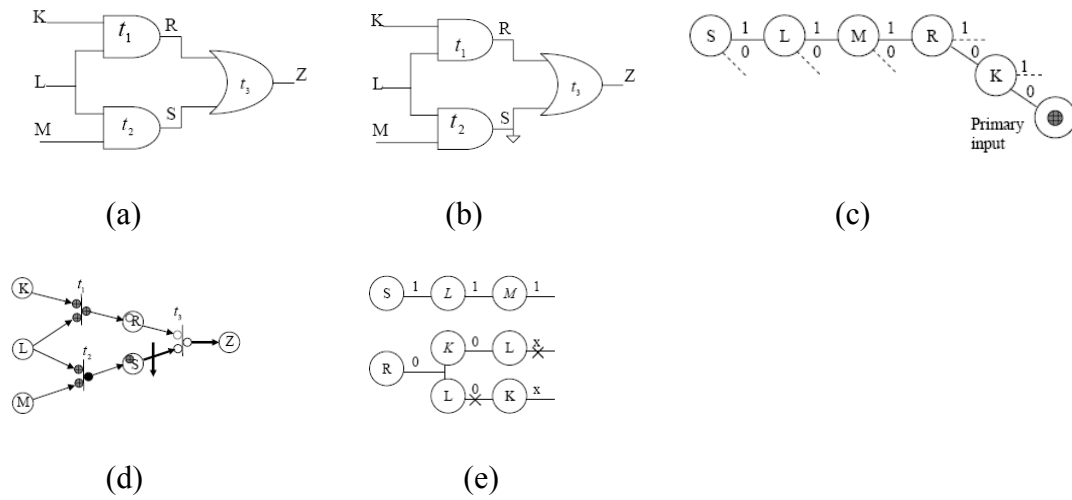 K
t1
R
L
Z
t3
M
t2
S
(a)
K
t1
R
L
Z
t3
M
t2
S
(b)
S 1 L 1 M 1 R 1
0 0 0 0
K 1
0
Primary
input
(c)
K
t1
R
t3
L
Z
t2
S
M
(d)
S 1 L 1 M 1
K 0 L x
R 0
L 0 K x
(e)